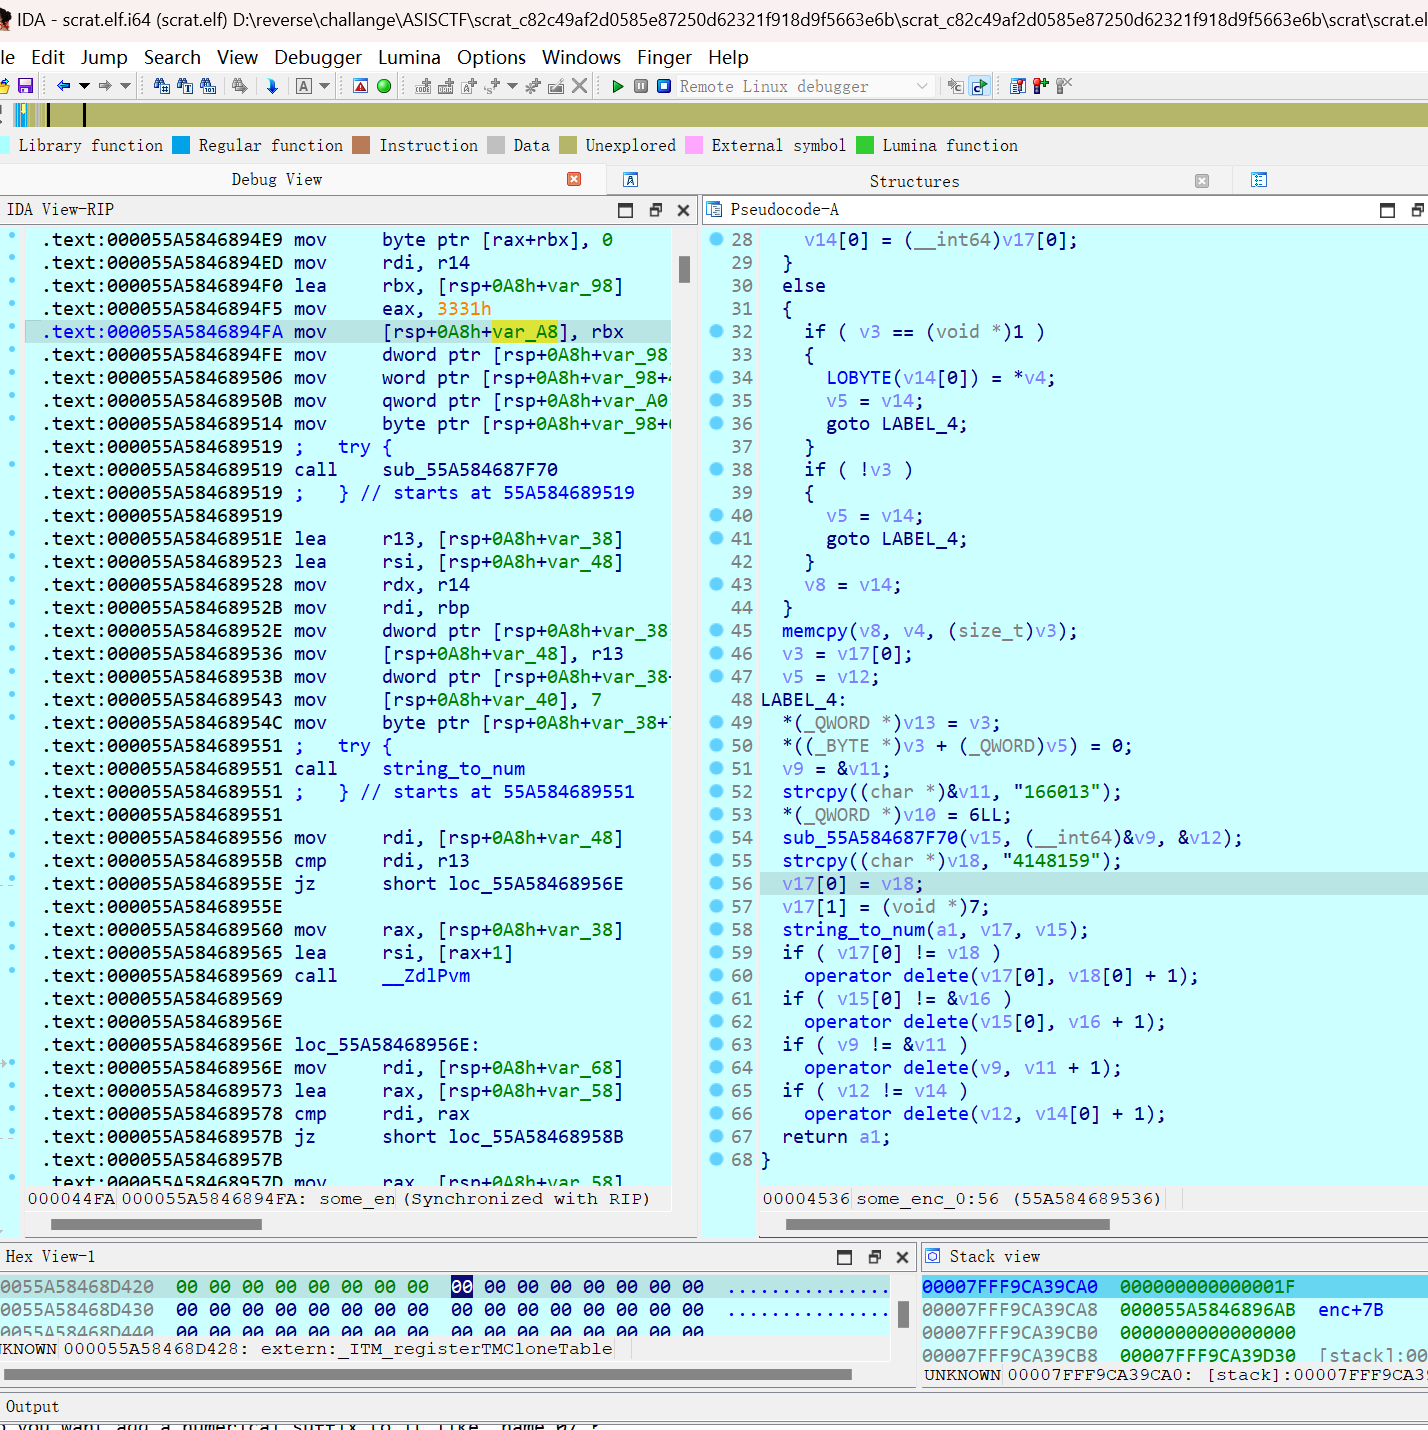 IDA - scrat.elf.i64 (scrat.elf) D:\reverse\challange\ASISCTF\scrat_c82c49af2d0585e87250d62321f918d9f5663e6b\scrat_c82c49af2d0585e87250d62321f918d9f5663e6b\scrat\scrat.el
le Edit Jump Search View Debugger Lumina Options Windows Finger Help
Remote Linux debugger
Library function Regular function Instruction Data Unexplored External symbol Lumina function
Debug View Structures
IDA View-RIP
.text:000055A5846894E9 mov byte ptr [rax+rbx], 0
.text:000055A5846894ED mov rdi, r14
.text:000055A5846894F0 lea rbx, [rsp+0A8h+var_98]
.text:000055A5846894F5 mov eax, 3331h
.text:000055A5846894FA mov [rsp+0A8h+var_A8], rbx
.text:000055A5846894FE mov dword ptr [rsp+0A8h+var_98
.text:000055A584689506 mov word ptr [rsp+0A8h+var_98+
.text:000055A58468950B mov qword ptr [rsp+0A8h+var_A0
.text:000055A584689514 mov byte ptr [rsp+0A8h+var_98+
.text:000055A584689519 ; try {
.text:000055A584689519 call sub_55A584687F70
.text:000055A584689519 ; } // starts at 55A584689519
.text:000055A584689519
.text:000055A58468951E lea r13, [rsp+0A8h+var_38]
.text:000055A584689523 lea rsi, [rsp+0A8h+var_48]
.text:000055A584689528 mov rdx, r14
.text:000055A58468952B mov rdi, rbp
.text:000055A58468952E mov dword ptr [rsp+0A8h+var_38
.text:000055A584689536 mov [rsp+0A8h+var_48], r13
.text:000055A58468953B mov dword ptr [rsp+0A8h+var_38+
.text:000055A584689543 mov [rsp+0A8h+var_40], 7
.text:000055A58468954C mov byte ptr [rsp+0A8h+var_38+
.text:000055A584689551 ; try {
.text:000055A584689551 call string_to_num
.text:000055A584689551 ; } // starts at 55A584689551
.text:000055A584689551
.text:000055A584689556 mov rdi, [rsp+0A8h+var_48]
.text:000055A58468955B cmp rdi, r13
.text:000055A58468955E jz short loc_55A58468956E
.text:000055A58468955E
.text:000055A584689560 mov rax, [rsp+0A8h+var_38]
.text:000055A584689565 lea rsi, [rax+1]
.text:000055A584689569 call __ZdlPvm
.text:000055A584689569
.text:000055A58468956E
.text:000055A58468956E loc_55A58468956E:
.text:000055A58468956E mov rdi, [rsp+0A8h+var_68]
.text:000055A584689573 lea rax, [rsp+0A8h+var_58]
.text:000055A584689578 cmp rdi, rax
.text:000055A58468957B jz short loc_55A58468958B
.text:000055A58468957B
.text:000055A58468957D mov rax, [rsp+0A8h+var_58]
000044FA 000055A5846894FA: some_en (Synchronized with RIP)
Pseudocode-A
28 v14[0] = (__int64)v17[0];
29 }
30 else
31 {
32 if ( v3 == (void *)1 )
33 {
34 LOBYTE(v14[0]) = *v4;
35 v5 = v14;
36 goto LABEL_4;
37 }
38 if ( !v3 )
39 {
40 v5 = v14;
41 goto LABEL_4;
42 }
43 v8 = v14;
44 }
45 memcpy(v8, v4, (size_t)v3);
46 v3 = v17[0];
47 v5 = v12;
48 LABEL_4:
49 *(_QWORD *)v13 = v3;
50 *((_BYTE *)v3 + (_QWORD)v5) = 0;
51 v9 = &v11;
52 strcpy((char *)&v11, "166013");
53 *(_QWORD *)v10 = 6LL;
54 sub_55A584687F70(v15, (__int64)&v9, &v12);
55 strcpy((char *)v18, "4148159");
56 v17[0] = v18;
57 v17[1] = (void *)7;
58 string_to_num(a1, v17, v15);
59 if ( v17[0] != v18 )
60 operator delete(v17[0], v18[0] + 1);
61 if ( v15[0] != &v16 )
62 operator delete(v15[0], v16 + 1);
63 if ( v9 != &v11 )
64 operator delete(v9, v11 + 1);
65 if ( v12 != v14 )
66 operator delete(v12, v14[0] + 1);
67 return a1;
68 }
00004536 some_enc_0:56 (55A584689536)
Hex View-1
0055A58468D420 00 00 00 00 00 00 00 00 00 00 00 00 00 00 00 00 ...............
0055A58468D430 00 00 00 00 00 00 00 00 00 00 00 00 00 00 00 00 ...............
0055A58468D440 00 00 00 00 00 00 00 00 00 00 00 00 00 00 00 00
NKNOWN 000055A58468D428: extern:_ITM_registerTMCloneTable
Stack view
00007FFF9CA39CA0 000000000000001F
00007FFF9CA39CA8 000055A5846896AB enc+7B
00007FFF9CA39CB0 0000000000000000
00007FFF9CA39CB8 00007FFF9CA39D30 [stack]:00
UNKNOWN 00007FFF9CA39CA0: [stack]:00007FFF9CA3
Output